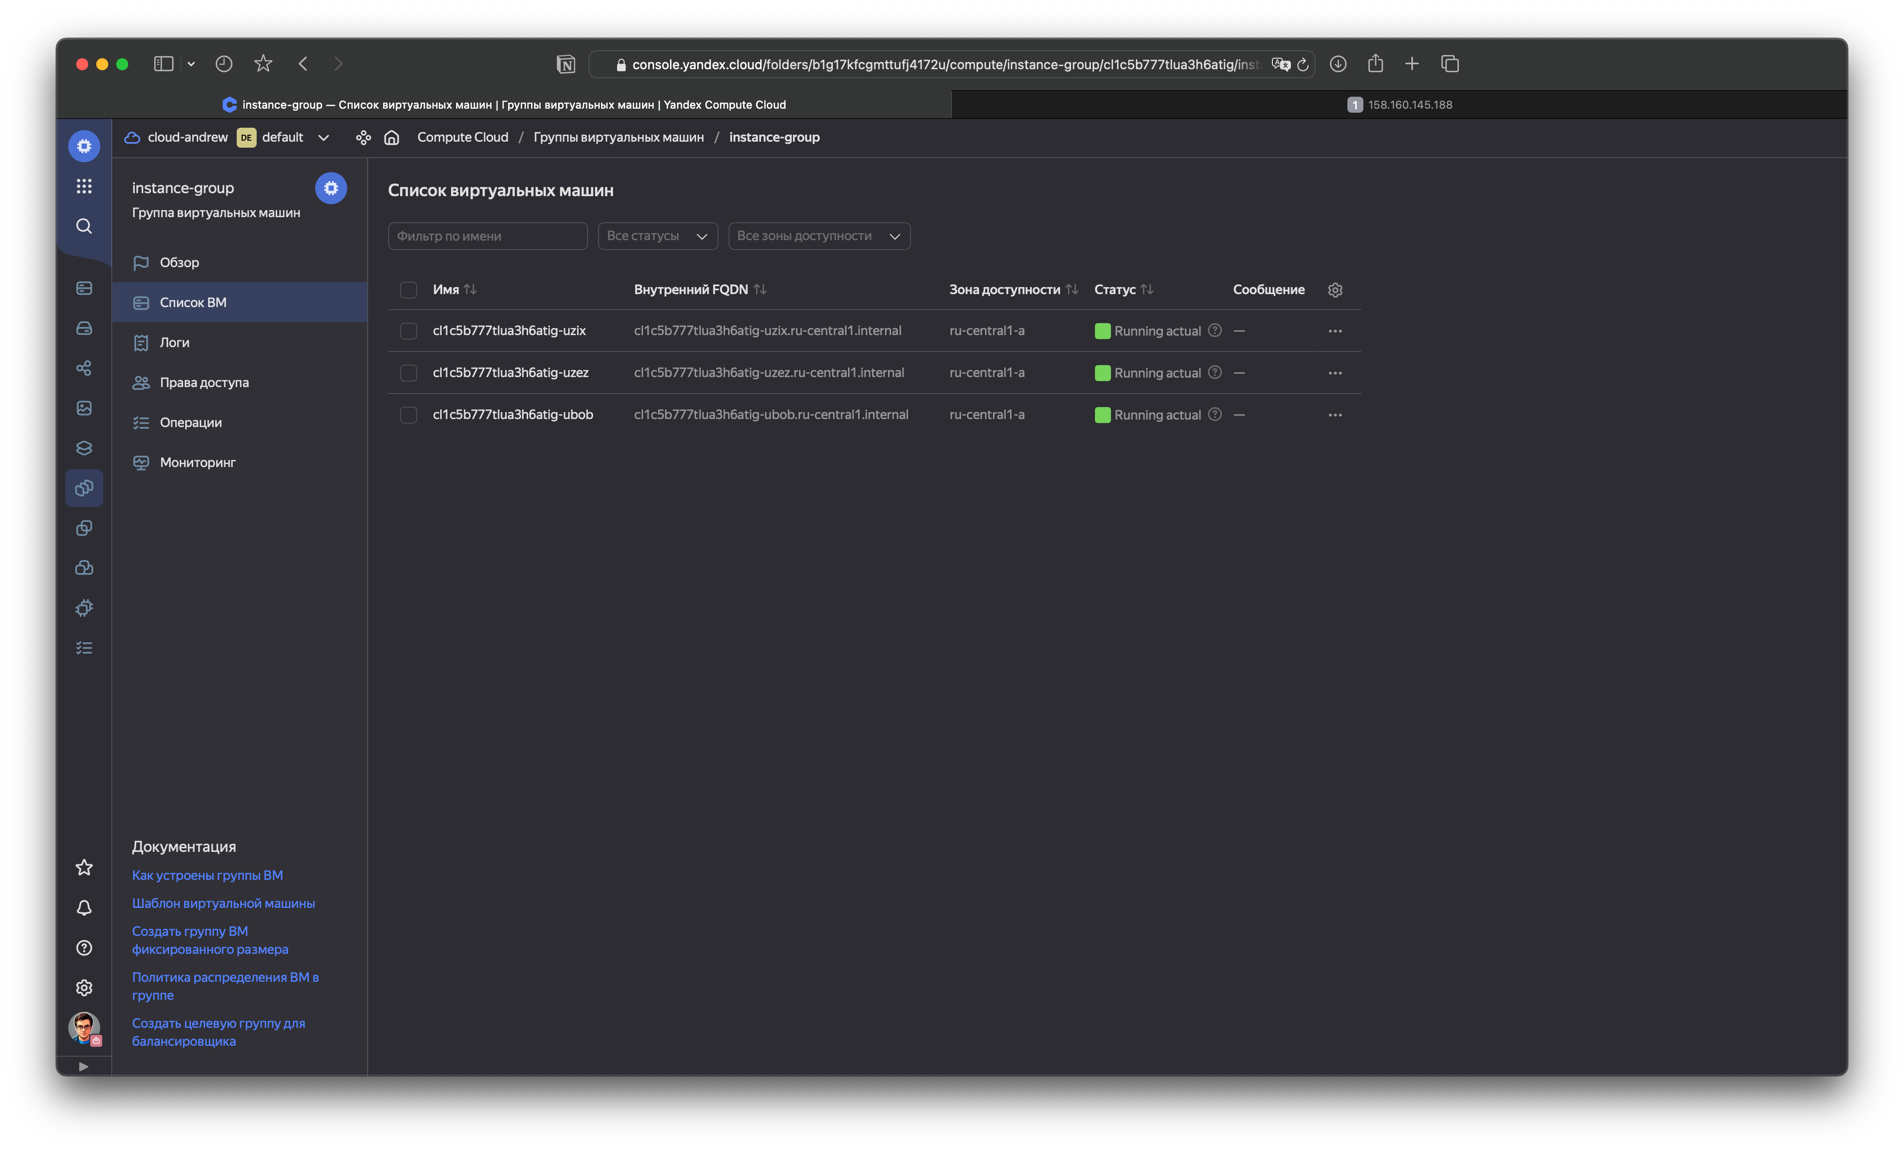 console.yandex.cloud/folders/b1g17kfcgmttufj4172u/compute/instance-group/cl1c5b777tlua3h6atig/inst
instance-group — Список виртуальных машин | Группы виртуальных машин | Yandex Compute Cloud
1 158.160.145.188
cloud-andrew DE default Compute Cloud / Группы виртуальных машин / instance-group
instance-group
Группа виртуальных машин
Обзор
Список ВМ
Логи
Права доступа
Операции
Мониторинг
Список виртуальных машин
Фильтр по имени Все статусы Все зоны доступности
Имя Внутренний FQDN Зона доступности Статус Сообщение
cl1c5b777tlua3h6atig-uzix cl1c5b777tlua3h6atig-uzix.ru-central1.internal ru-central1-a Running actual —
cl1c5b777tlua3h6atig-uzez cl1c5b777tlua3h6atig-uzez.ru-central1.internal ru-central1-a Running actual —
cl1c5b777tlua3h6atig-ubob cl1c5b777tlua3h6atig-ubob.ru-central1.internal ru-central1-a Running actual —
Документация
Как устроены группы ВМ
Шаблон виртуальной машины
Создать группу ВМ
фиксированного размера
Политика распределения ВМ в
группе
Создать целевую группу для
балансировщика